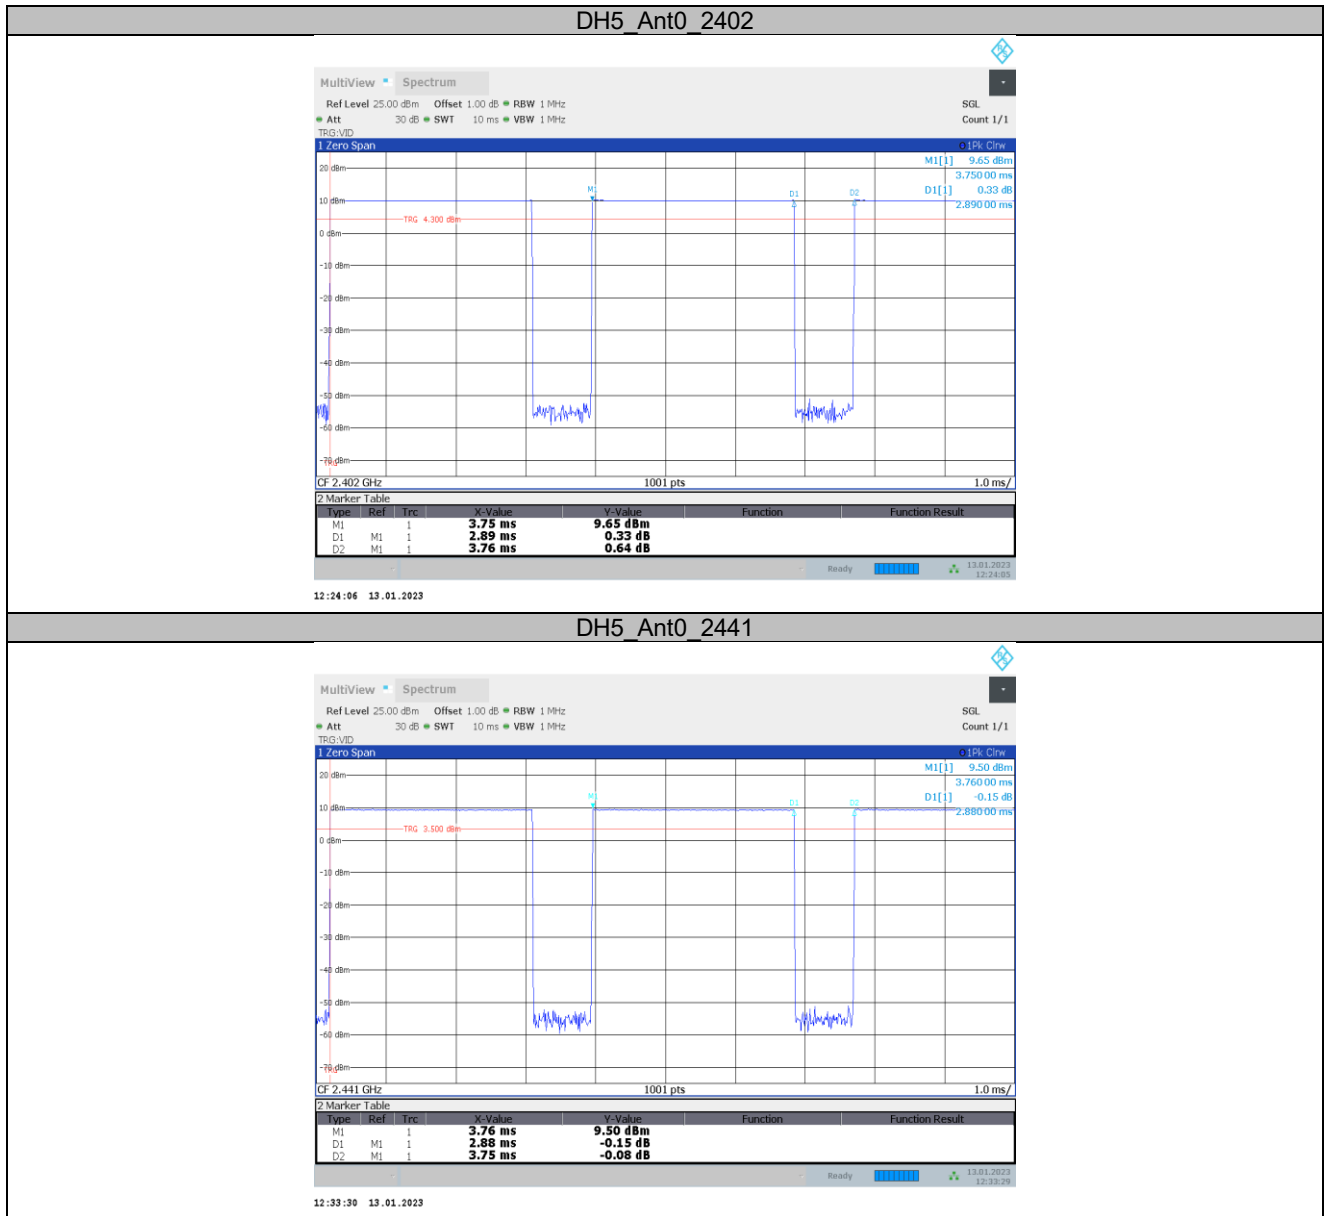 DH5_Ant0_2402
MultiView Spectrum
Ref Level 25.00 dBm Offset 1.00 dB RBW 1 MHz SGL
Att 30 dB SWT 10 ms VBW 1 MHz Count 1/1
TRG:VID
1 Zero Span 1Pk Clrw
M1[1] 9.65 dBm
20 dBm
3.75000 ms
M1 D1 D2 D1[1] 0.33 dB
10 dBm 2.89000 ms
TRG 4.300 dBm
0 dBm
-10 dBm
-20 dBm
-30 dBm
-40 dBm
-50 dBm
-60 dBm
-70 dBm
TRG
CF 2.402 GHz 1001 pts 1.0 ms/
2 Marker Table
Type Ref Trc X-Value Y-Value Function Function Result
M1 1 3.75 ms 9.65 dBm
D1 M1 1 2.89 ms 0.33 dB
D2 M1 1 3.76 ms 0.64 dB
Ready 13.01.2023
12:24:05
12:24:06 13.01.2023
DH5_Ant0_2441
MultiView Spectrum
Ref Level 25.00 dBm Offset 1.00 dB RBW 1 MHz SGL
Att 30 dB SWT 10 ms VBW 1 MHz Count 1/1
TRG:VID
1 Zero Span 1Pk Clrw
M1[1] 9.50 dBm
20 dBm
3.76000 ms
M1 D1 D2 D1[1] -0.15 dB
10 dBm 2.88000 ms
TRG 3.500 dBm
0 dBm
-10 dBm
-20 dBm
-30 dBm
-40 dBm
-50 dBm
-60 dBm
-70 dBm
TRG
CF 2.441 GHz 1001 pts 1.0 ms/
2 Marker Table
Type Ref Trc X-Value Y-Value Function Function Result
M1 1 3.76 ms 9.50 dBm
D1 M1 1 2.88 ms -0.15 dB
D2 M1 1 3.75 ms -0.08 dB
Ready 13.01.2023
12:33:29
12:33:30 13.01.2023